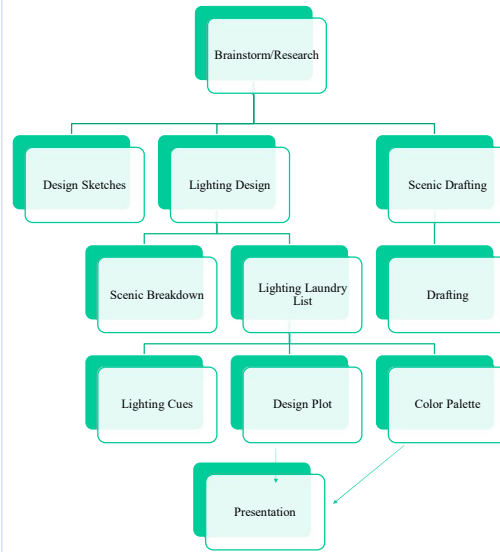 Brainstorm/Research
Design Sketches
Lighting Design
Scenic Drafting
Scenic Breakdown
Lighting Laundry
List
Drafting
Lighting Cues
Design Plot
Color Palette
Presentation